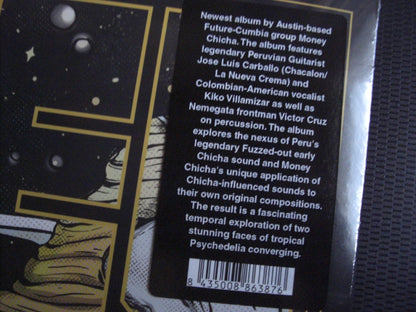 Newest album by Austin-based
Future-Cumbia group Money
Chicha. The album features
legendary Peruvian Guitarist
Jose Luis Carballo (Chacalon/
La Nueva Crema) and
Colombian-American vocalist
Kiko Villamizar as well as
Nemegata frontman Victor Cruz
on percussion. The album
explores the nexus of Peru's
legendary Fuzzed-out early
Chicha sound and Money
Chicha's unique application of
Chicha-influenced sounds to
their own original compositions.
The result is a fascinating
temporal exploration of two
stunning faces of tropical
Psychedelia converging.
8 435008 863876